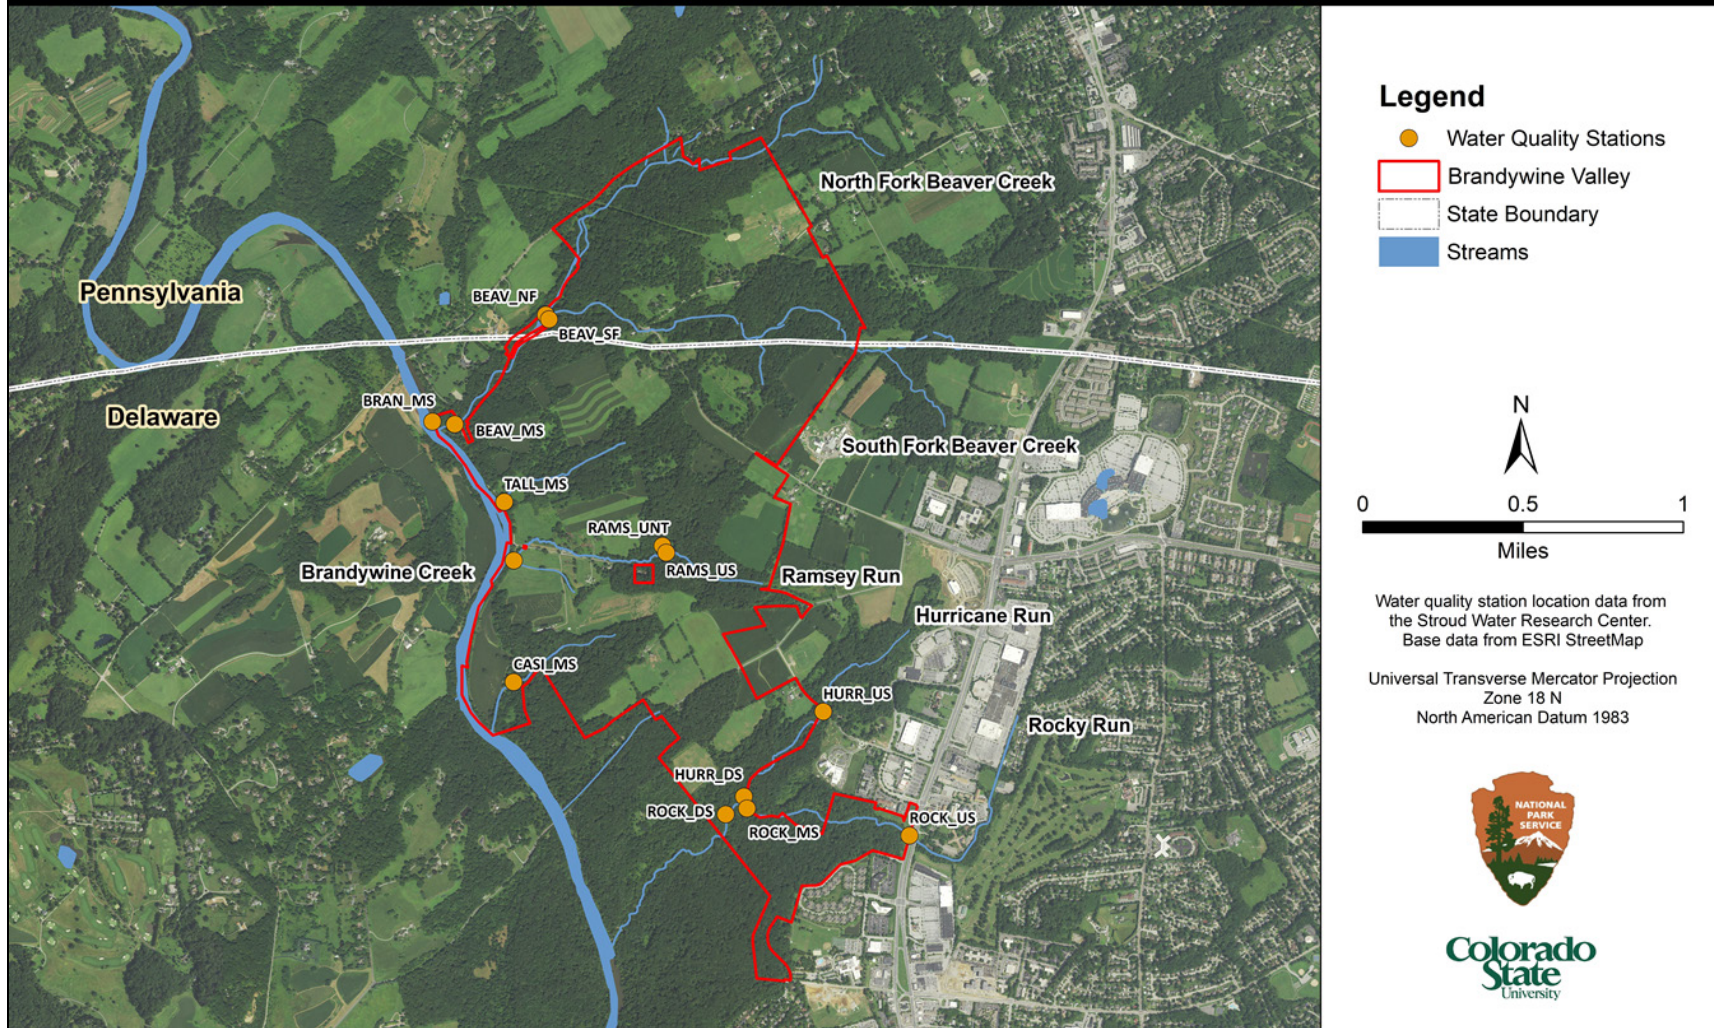 North Fork Beaver Creek
Pennsylvania
BEAV_NF
BEAV_SF
Delaware
BRAN_MS
BEAV_MS
South Fork Beaver Creek
TALL_MS
RAMS_UNT
RAMS_US
Brandywine Creek
Ramsey Run
Hurricane Run
CASI_MS
HURR_US
Rocky Run
HURR_DS
ROCK_DS
ROCK_MS
ROCK_US
Legend
Water Quality Stations
Brandywine Valley
State Boundary
Streams
N
0 0.5 1
Miles
Water quality station location data from
the Stroud Water Research Center.
Base data from ESRI StreetMap
Universal Transverse Mercator Projection
Zone 18 N
North American Datum 1983
NATIONAL
PARK
SERVICE
Colorado
State
University